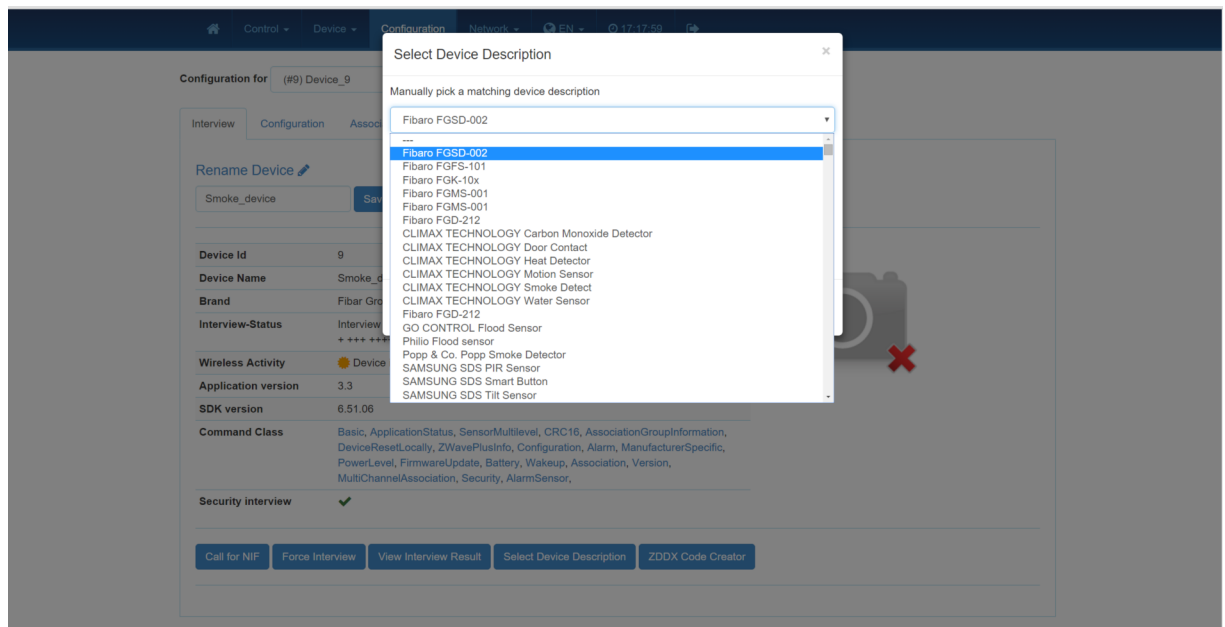 Control Device Configuration Network EN 17:17:59
Select Device Description ×
Configuration for (#9) Device_9
Manually pick a matching device description
Fibaro FGSD-002
Interview Configuration Associ
---
Fibaro FGSD-002
Fibaro FGFS-101
Fibaro FGK-10x
Fibaro FGMS-001
Fibaro FGMS-001
Fibaro FGD-212
CLIMAX TECHNOLOGY Carbon Monoxide Detector
CLIMAX TECHNOLOGY Door Contact
CLIMAX TECHNOLOGY Heat Detector
CLIMAX TECHNOLOGY Motion Sensor
CLIMAX TECHNOLOGY Smoke Detect
CLIMAX TECHNOLOGY Water Sensor
Fibaro FGD-212
GO CONTROL Flood Sensor
Philio Flood sensor
Popp & Co. Popp Smoke Detector
SAMSUNG SDS PIR Sensor
SAMSUNG SDS Smart Button
SAMSUNG SDS Tilt Sensor
Rename Device
Smoke_device Sav
Device Id 9
Device Name Smoke_d
Brand Fibar Gro
Interview-Status Interview
+ +++ +++
Wireless Activity Device
Application version 3.3
SDK version 6.51.06
Command Class Basic, ApplicationStatus, SensorMultilevel, CRC16, AssociationGroupInformation,
DeviceResetLocally, ZWavePlusInfo, Configuration, Alarm, ManufacturerSpecific,
PowerLevel, FirmwareUpdate, Battery, Wakeup, Association, Version,
MultiChannelAssociation, Security, AlarmSensor,
Security interview
Call for NIF Force Interview View Interview Result Select Device Description ZDDX Code Creator